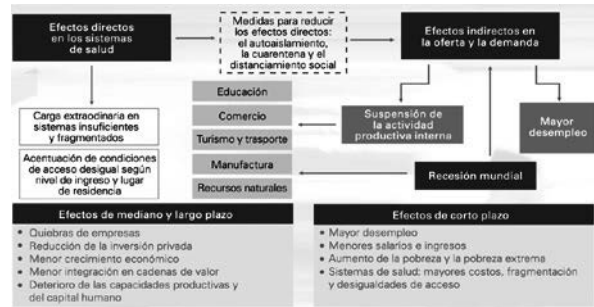 Efectos directos
en los sistemas
de salud
Medidas para reducir
los efectos directos:
el autoaislamiento,
la cuarentena y el
distanciamiento social
Efectos indirectos en
la oferta y la demanda
Educación
Comercio
Turismo y trasporte
Manufactura
Recursos naturales
Carga extraodinaria en
sistemas insuficientes
y fragmentados
Acentuación de condiciones
de acceso desigual según
nivel de ingreso y lugar
de residencia
Suspensión de
la actividad
productiva interna
Mayor
desempleo
Recesión mundial
Efectos de mediano y largo plazo
• Quiebras de empresas
• Reducción de la inversión privada
• Menor crecimiento económico
• Menor integración en cadenas de valor
• Deterioro de las capacidades productivas y
del capital humano
Efectos de corto plazo
• Mayor desempleo
• Menores salarios e ingresos
• Aumento de la pobreza y la pobreza extrema
• Sistemas de salud: mayores costos, fragmentación
y desigualdades de acceso